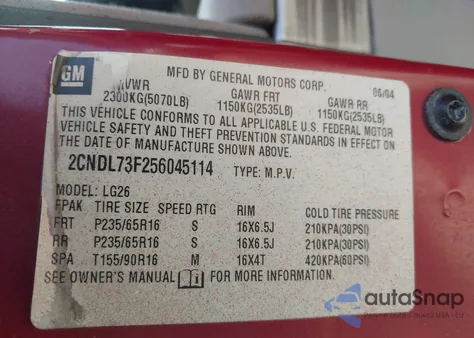 GM
MFD BY GENERAL MOTORS CORP. 06/04
GVWR GAWR FRT GAWR RR
2300KG(5070LB) 1150KG(2535LB) 1150KG(2535LB)
THIS VEHICLE CONFORMS TO ALL APPLICABLE U.S. FEDERAL MOTOR
VEHICLE SAFETY AND THEFT PREVENTION STANDARDS IN EFFECT ON
THE DATE OF MANUFACTURE SHOWN ABOVE.
2CNDL73F256045114 TYPE: M.P.V.
MODEL: LG26
FPAK TIRE SIZE SPEED RTG RIM COLD TIRE PRESSURE
FRT P235/65R16 S 16X6.5J 210KPA(30PSI)
RR P235/65R16 S 16X6.5J 210KPA(30PSI)
SPA T155/90R16 M 16X4T 420KPA(60PSI)
SEE OWNER'S MANUAL FOR MORE INFORMATION.
autoSnap